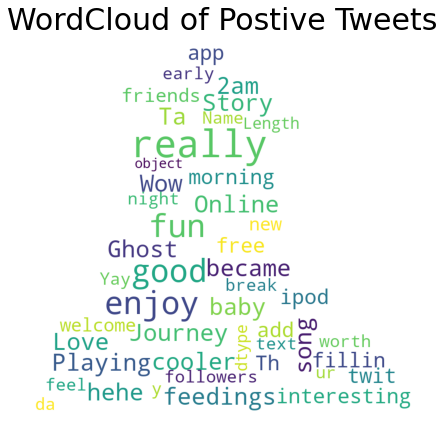 WordCloud of Postive Tweets
app
early
2am
friends
Story
Ta
Name
Length
really
object
Wow
morning
night
Online
fun
new
Ghost
free
good
became
Yay
break
enjoy
baby
ipod
welcome
Journey
dtype
add
song
Love
text
worth
Playing
cooler
Th
fillin
feel
followers
ur
twit
hehe
y
feedings
interesting
da